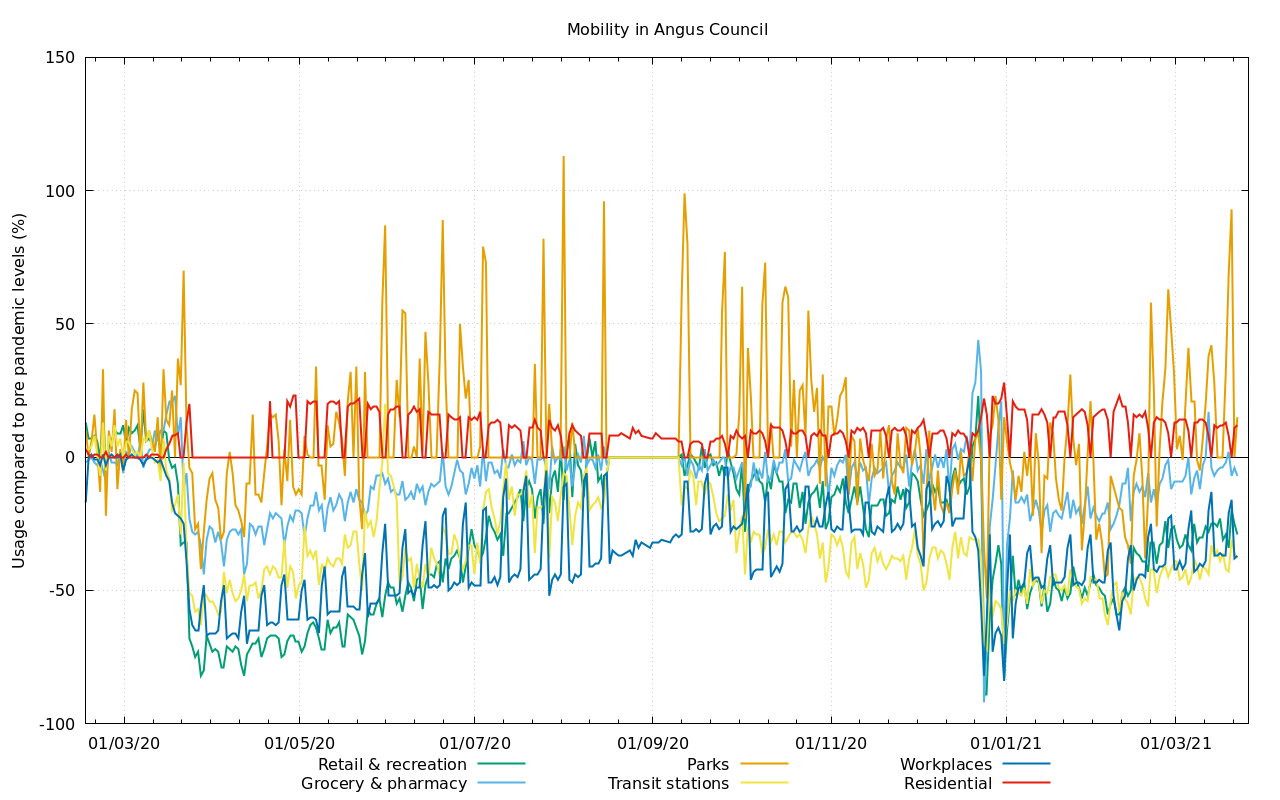 Mobility in Angus Council
150
100
50
0
-50
-100
Usage compared to pre pandemic levels (%)
01/03/20 01/05/20 01/07/20 01/09/20 01/11/20 01/01/21 01/03/21
Retail & recreation Parks Workplaces
Grocery & pharmacy Transit stations Residential